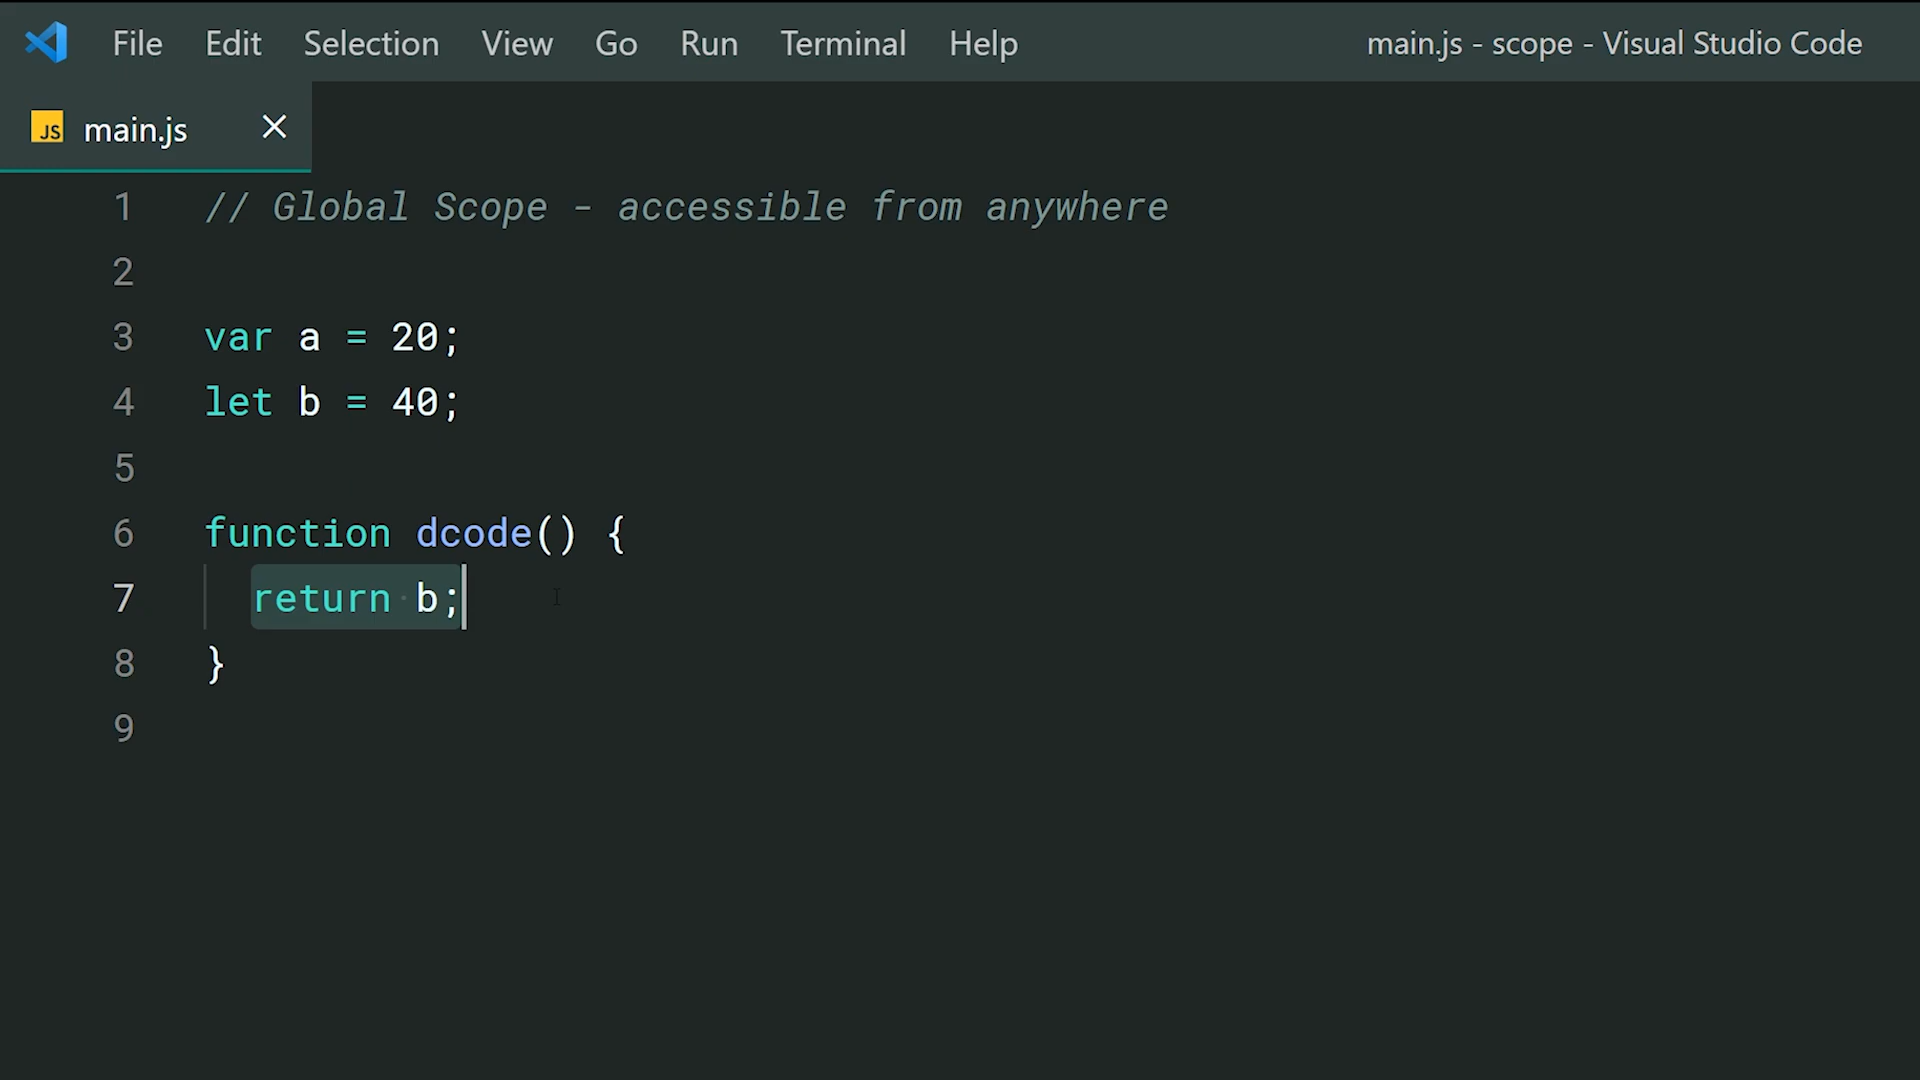 File Edit Selection View Go Run Terminal Help main.js - scope - Visual Studio Code
JS main.js
1 // Global Scope - accessible from anywhere
2
3 var a = 20;
4 let b = 40;
5
6 function dcode() {
7 return b;
8 }
9